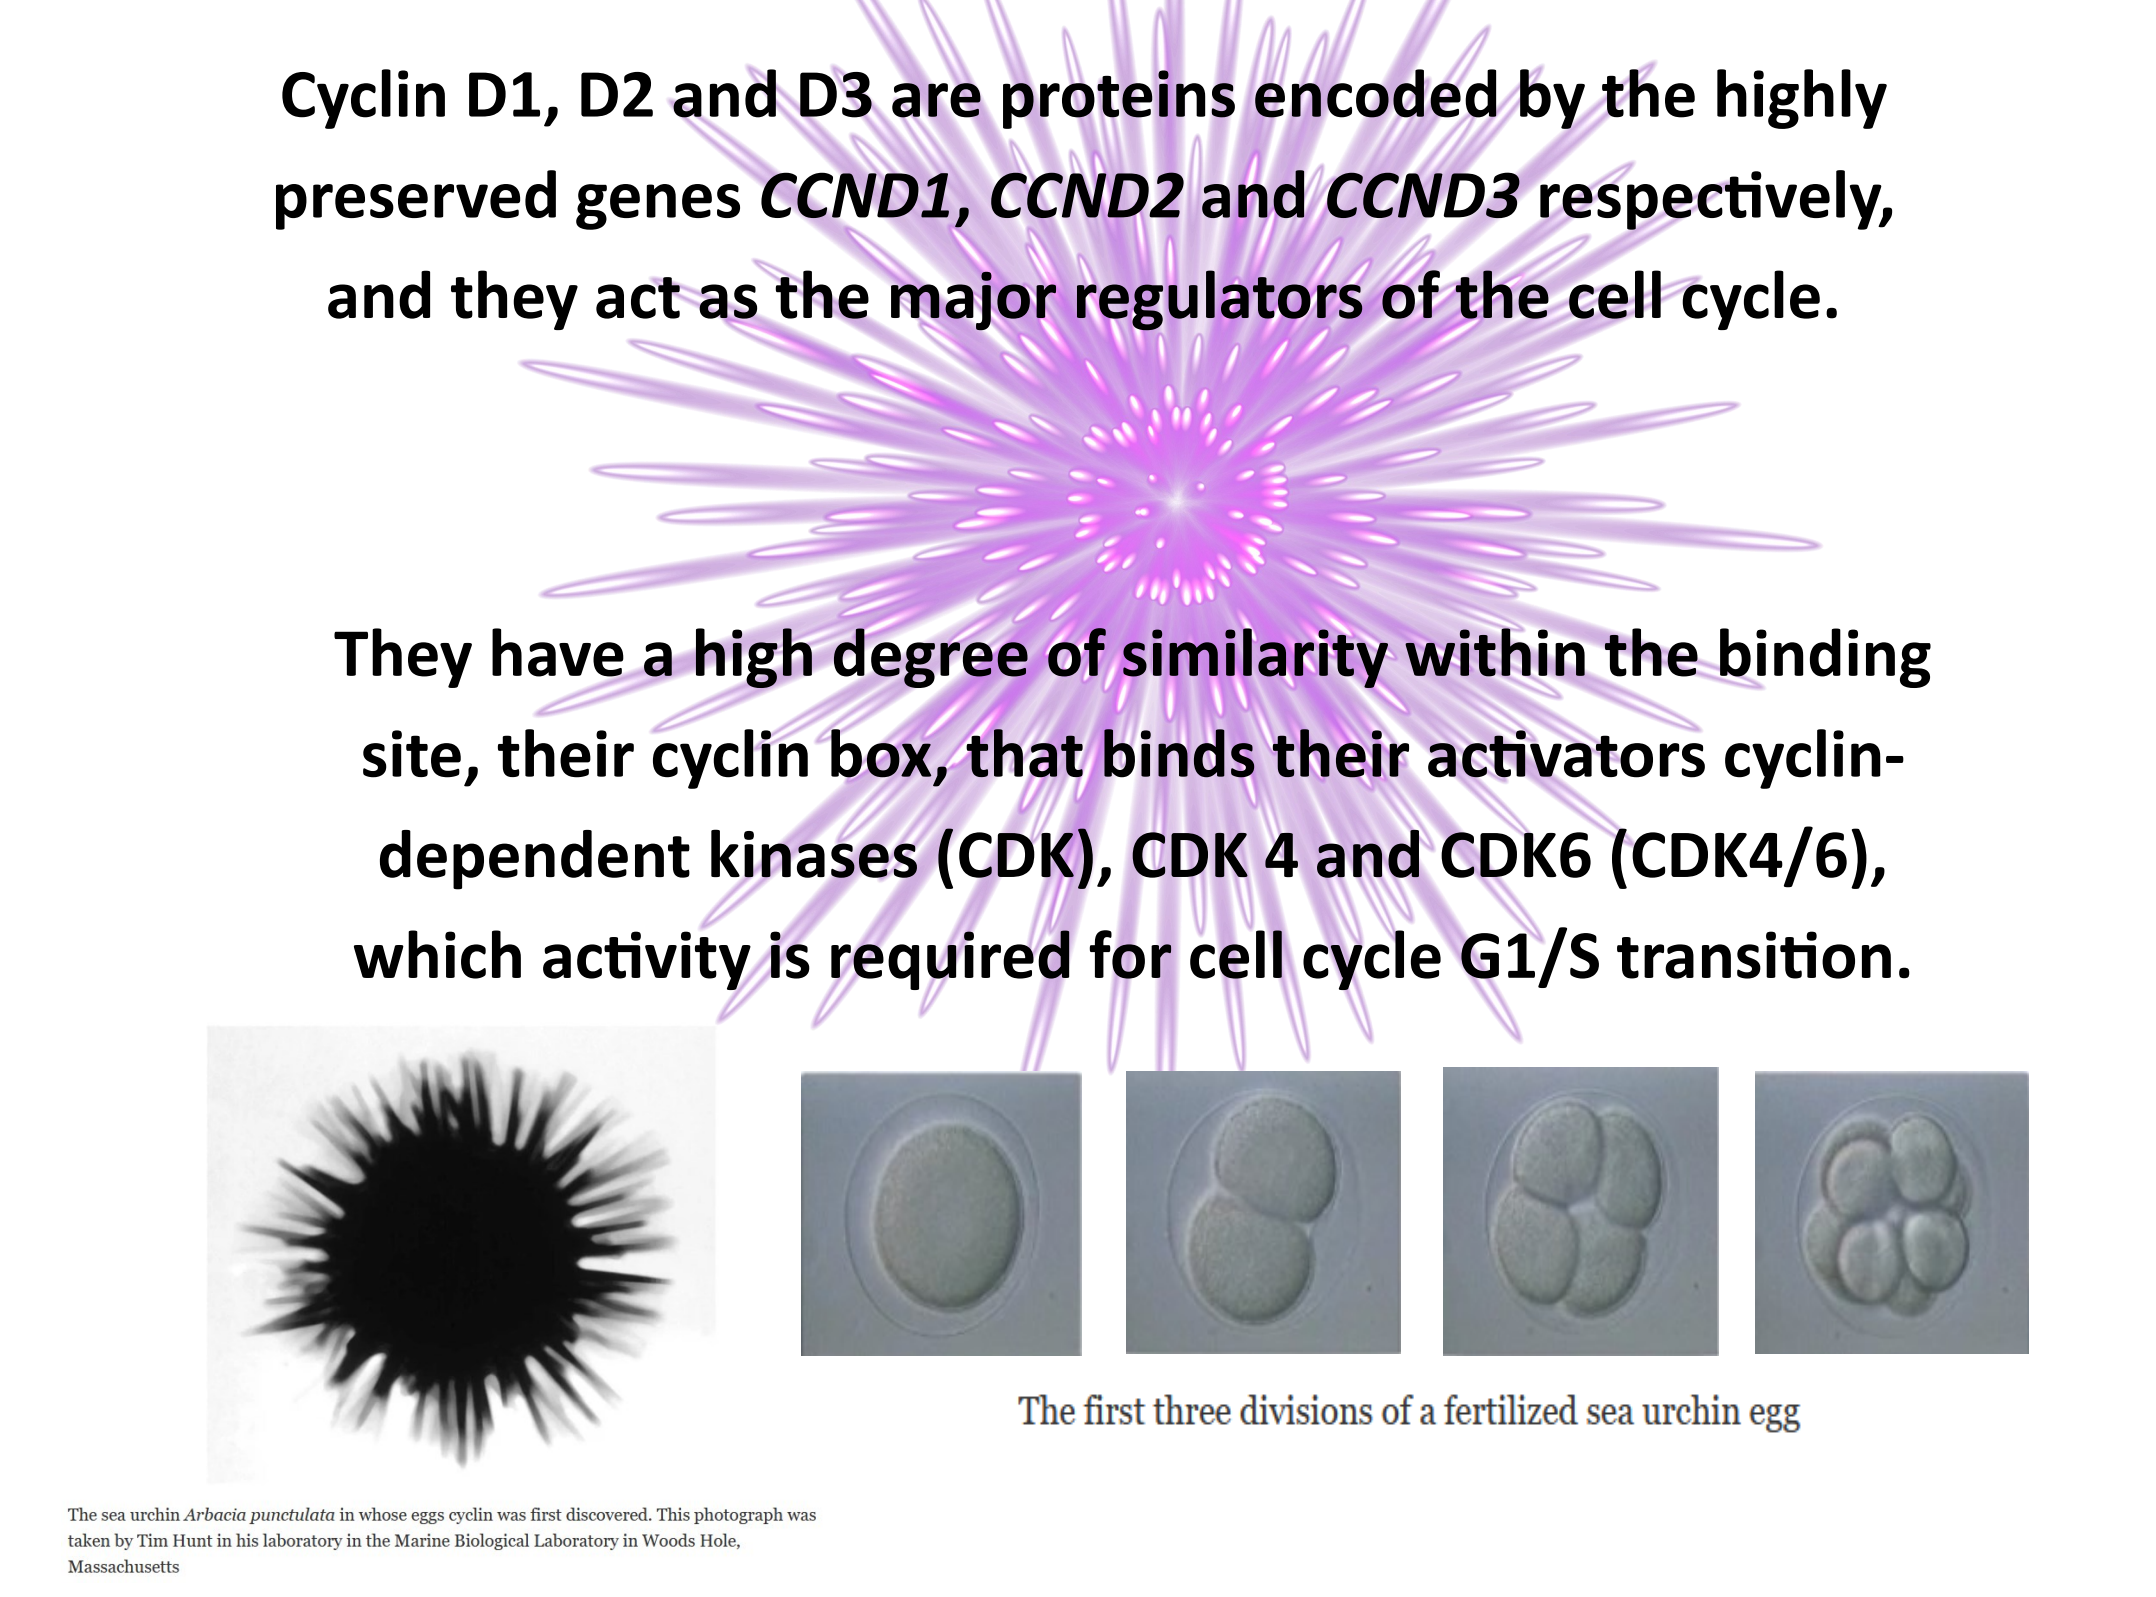 Cyclin D1, D2 and D3 are proteins encoded by the highly
preserved genes CCND1, CCND2 and CCND3 respectively,
and they act as the major regulators of the cell cycle.
They have a high degree of similarity within the binding
site, their cyclin box, that binds their activators cyclin-
dependent kinases (CDK), CDK 4 and CDK6 (CDK4/6),
which activity is required for cell cycle G1/S transition.
The first three divisions of a fertilized sea urchin egg
The sea urchin Arbacia punctulata in whose eggs cyclin was first discovered. This photograph was
taken by Tim Hunt in his laboratory in the Marine Biological Laboratory in Woods Hole,
Massachusetts